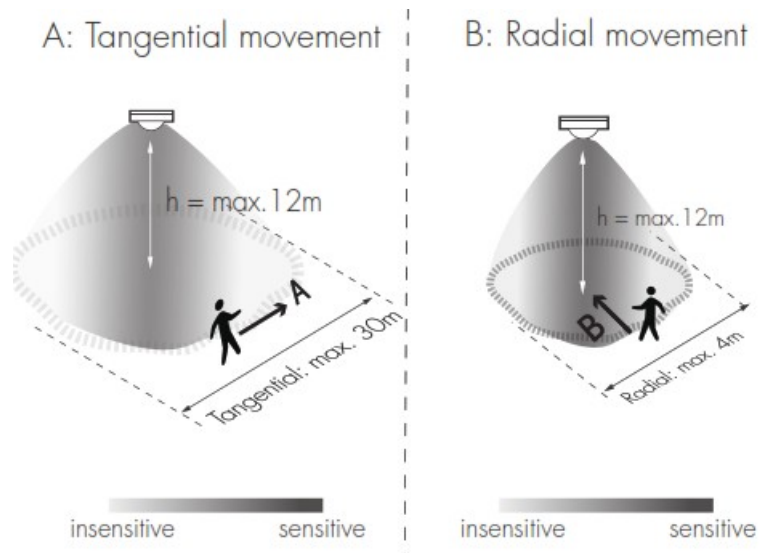 A: Tangential movement
h = max.12m
A
Tangential: max. 30m
insensitive sensitive
B: Radial movement
h = max.12m
B
Radial: max. 4m
insensitive sensitive